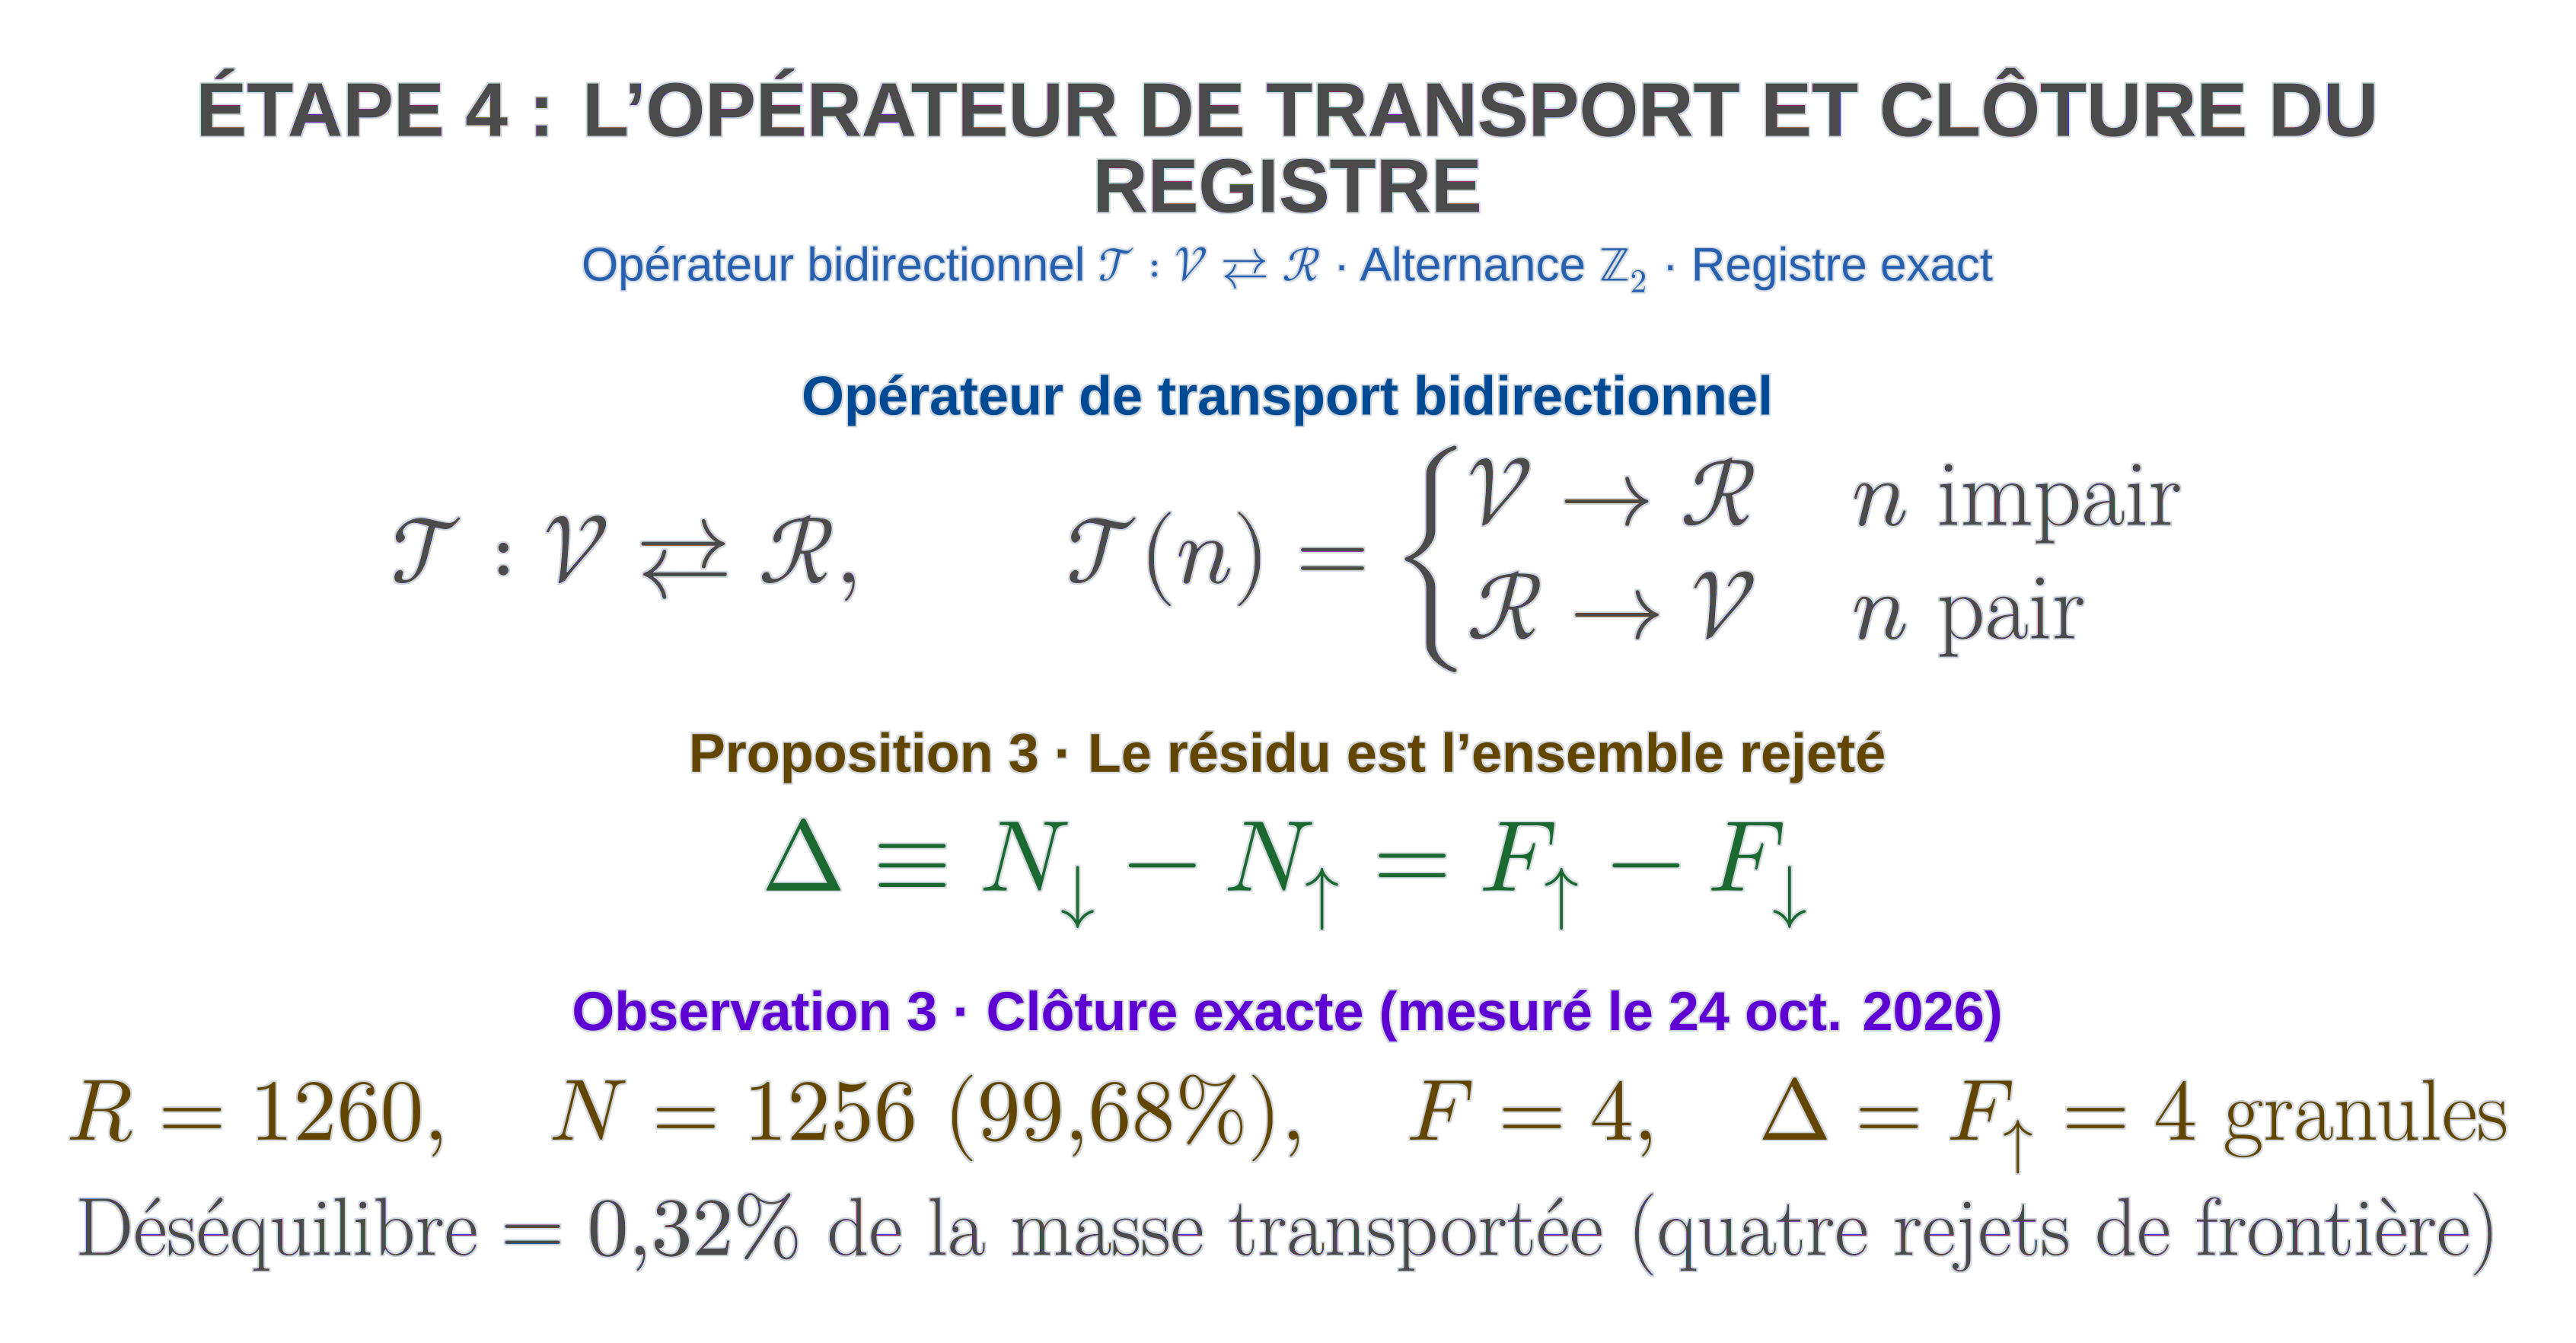 ÉTAPE 4 : L’OPÉRATEUR DE TRANSPORT ET CLÔTURE DU
REGISTRE
Opérateur bidirectionnel 𝒯 : 𝒱 ⇄ ℛ · Alternance ℤ₂ · Registre exact
Opérateur de transport bidirectionnel
𝒯 : 𝒱 ⇄ ℛ, 𝒯(n) = { 𝒱 → ℛ n impair
ℛ → 𝒱 n pair
Proposition 3 · Le résidu est l’ensemble rejeté
Δ ≡ N↓ − N↑ = F↑ − F↓
Observation 3 · Clôture exacte (mesuré le 24 oct. 2026)
R = 1260, N = 1256 (99,68%), F = 4, Δ = F↑ = 4 granules
Déséquilibre = 0,32% de la masse transportée (quatre rejets de frontière)